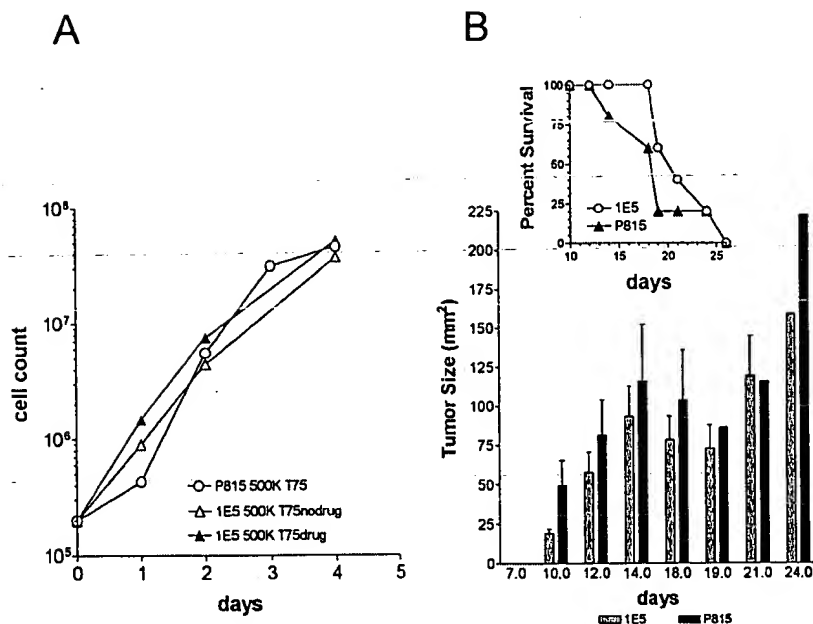 A
cell count
10^8
10^7
10^6
10^5
P815 500K T75
1E5 500K T75nodrug
1E5 500K T75drug
0 1 2 3 4 5
days
B
Percent Survival
100
75
50
25
0
1E5
P815
10 15 20 25
days
Tumor Size (mm²)
225
200
175
150
125
100
75
50
25
0
7.0 10.0 12.0 14.0 18.0 19.0 21.0 24.0
days
1E5 P815